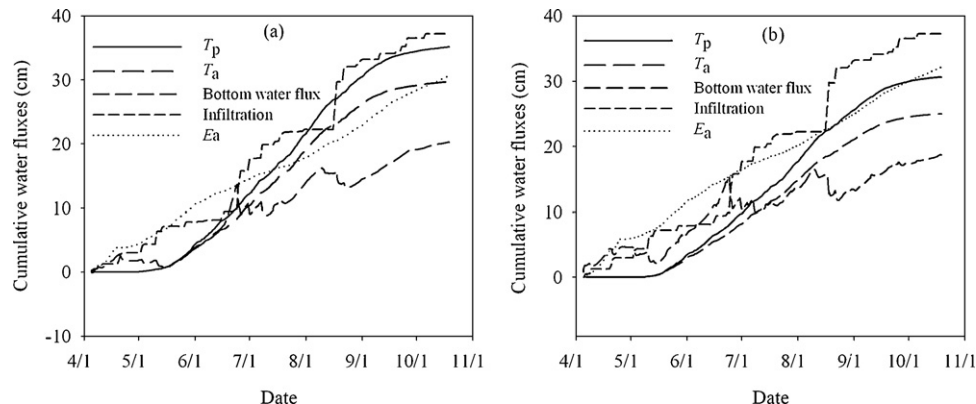 (a)
Cumulative water fluxes (cm)
40
30
20
10
0
-10
Tp
Ta
Bottom water flux
Infiltration
Ea
4/1 5/1 6/1 7/1 8/1 9/1 10/1 11/1
Date
(b)
Cumulative water fluxes (cm)
40
30
20
10
0
Tp
Ta
Bottom water flux
Infiltration
Ea
4/1 5/1 6/1 7/1 8/1 9/1 10/1 11/1
Date